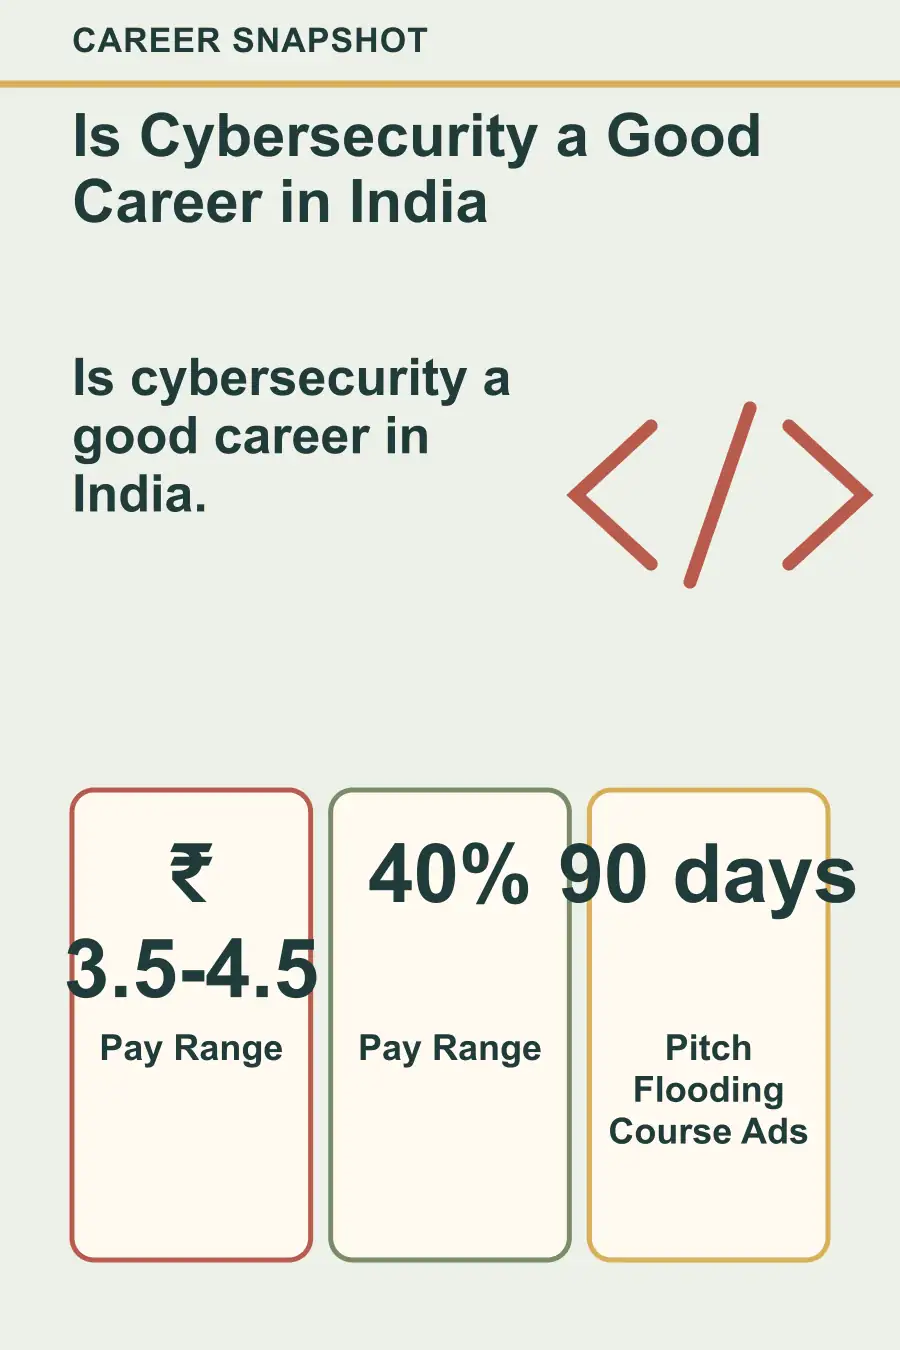 CAREER SNAPSHOT
Is Cybersecurity a Good
Career in India
Is cybersecurity a
good career in
India.
₹
3.5-4.5
Pay Range
40%
Pay Range
90 days
Pitch
Flooding
Course Ads